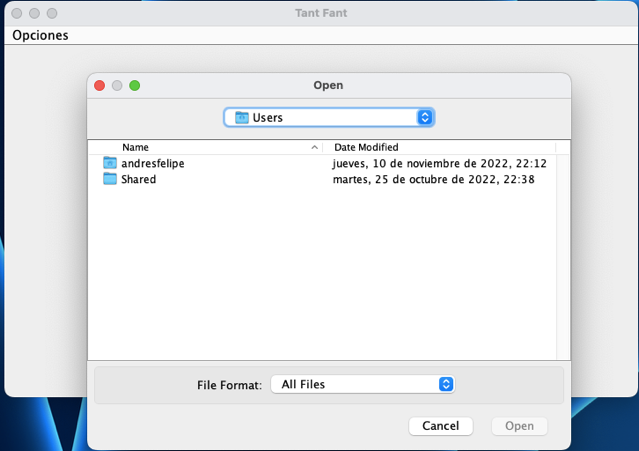 Tant Fant
Opciones
Open
Users
Name Date Modified
andresfelipe jueves, 10 de noviembre de 2022, 22:12
Shared martes, 25 de octubre de 2022, 22:38
File Format: All Files
Cancel Open